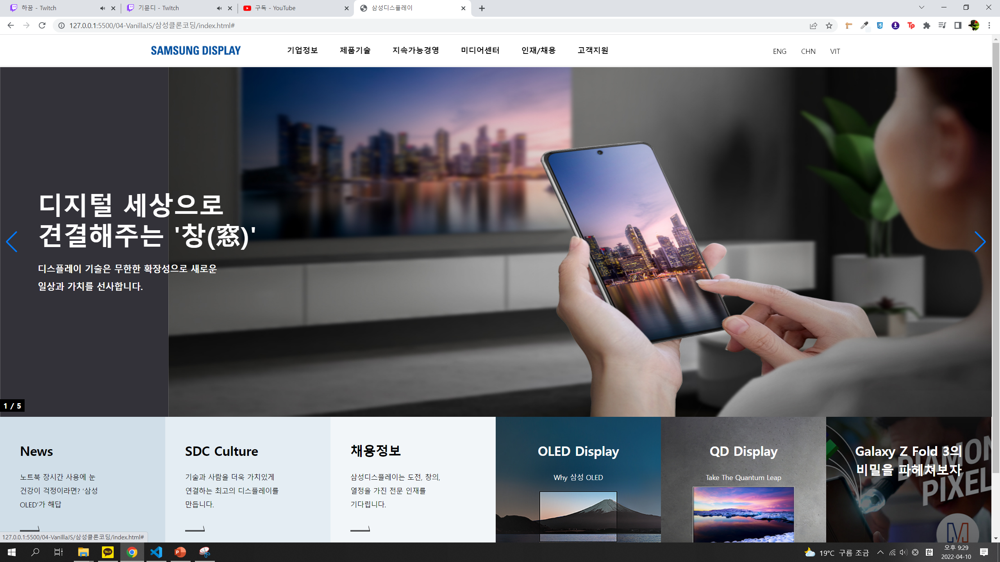 하꿈 - Twitch
기뮨디 - Twitch
구독 - YouTube
삼성디스플레이
127.0.0.1:5500/04-VanillaJS/삼성클론코딩/index.html#
SAMSUNG DISPLAY
기업정보
제품기술
지속가능경영
미디어센터
인재/채용
고객지원
ENG
CHN
VIT
디지털 세상으로
견결해주는 '창(窓)'
디스플레이 기술은 무한한 확장성으로 새로운
일상과 가치를 선사합니다.
1 / 5
News
노트북 장시간 사용에 눈
건강이 걱정이라면? ‘삼성
OLED’가 해답
SDC Culture
기술과 사람을 더욱 가치있게
연결하는 최고의 디스플레이를
만듭니다.
채용정보
삼성디스플레이는 도전, 창의,
열정을 가진 전문 인재를
기다립니다.
OLED Display
Why 삼성 OLED
QD Display
Take The Quantum Leap
Galaxy Z Fold 3의
비밀을 파헤쳐보자
DIAMON
PIXEL
127.0.0.1:5500/04-VanillaJS/삼성클론코딩/index.html#
TALK
19°C 구름 조금
한
오후 9:29
2022-04-10